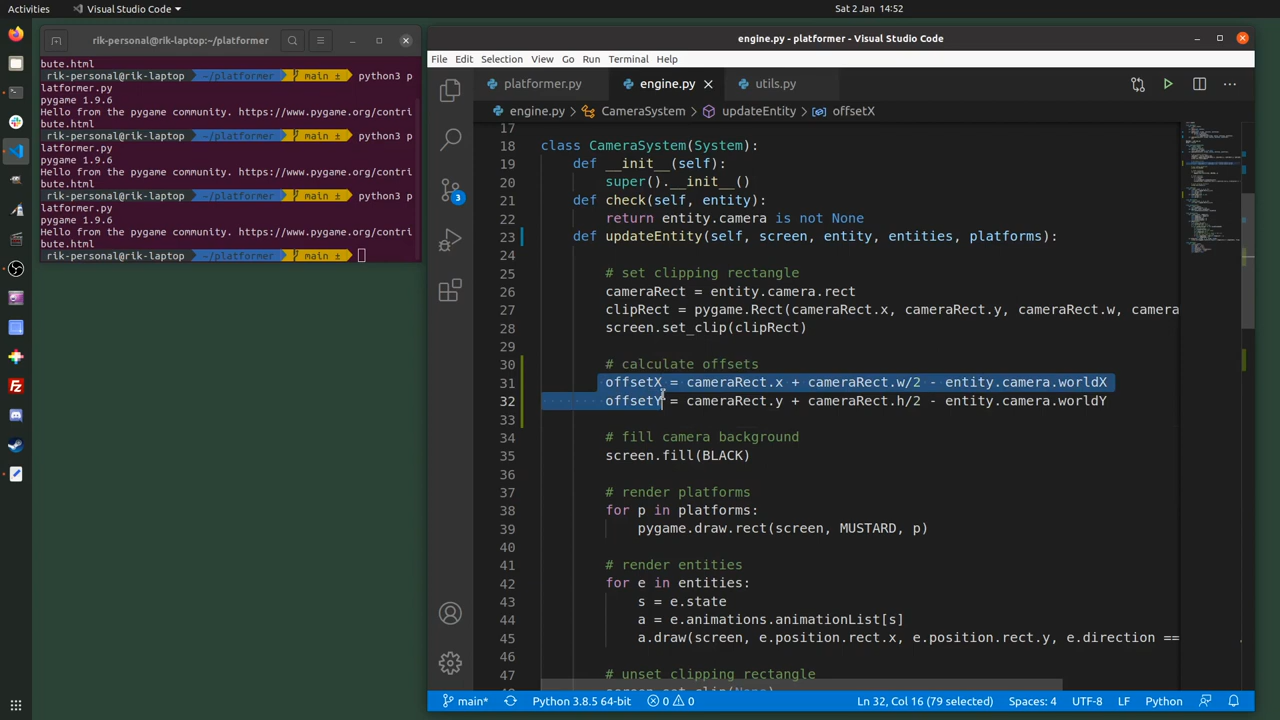 Activities
Visual Studio Code
Sat 2 Jan 14:52
rik-personal@rik-laptop:~/platformer
bute.html
rik-personal@rik-laptop ~/platformer main ± python3 p
latformer.py
pygame 1.9.6
Hello from the pygame community. https://www.pygame.org/contri
bute.html
rik-personal@rik-laptop ~/platformer main ± python3 p
latformer.py
pygame 1.9.6
Hello from the pygame community. https://www.pygame.org/contri
bute.html
rik-personal@rik-laptop ~/platformer main ± python3 p
latformer.py
pygame 1.9.6
Hello from the pygame community. https://www.pygame.org/contri
bute.html
rik-personal@rik-laptop ~/platformer main ±
engine.py - platformer - Visual Studio Code
File Edit Selection View Go Run Terminal Help
platformer.py engine.py utils.py
engine.py > CameraSystem > updateEntity > offsetX
3
17
18 class CameraSystem(System):
19 def __init__(self):
20 super().__init__()
21 def check(self, entity):
22 return entity.camera is not None
23 def updateEntity(self, screen, entity, entities, platforms):
24
25 # set clipping rectangle
26 cameraRect = entity.camera.rect
27 clipRect = pygame.Rect(cameraRect.x, cameraRect.y, cameraRect.w, camera
28 screen.set_clip(clipRect)
29
30 # calculate offsets
31 offsetX = cameraRect.x + cameraRect.w/2 - entity.camera.worldX
32 offsetY = cameraRect.y + cameraRect.h/2 - entity.camera.worldY
33
34 # fill camera background
35 screen.fill(BLACK)
36
37 # render platforms
38 for p in platforms:
39 pygame.draw.rect(screen, MUSTARD, p)
40
41 # render entities
42 for e in entities:
43 s = e.state
44 a = e.animations.animationList[s]
45 a.draw(screen, e.position.rect.x, e.position.rect.y, e.direction ==
46
47 # unset clipping rectangle
main* Python 3.8.5 64-bit 0 0 Ln 32, Col 16 (79 selected) Spaces: 4 UTF-8 LF Python